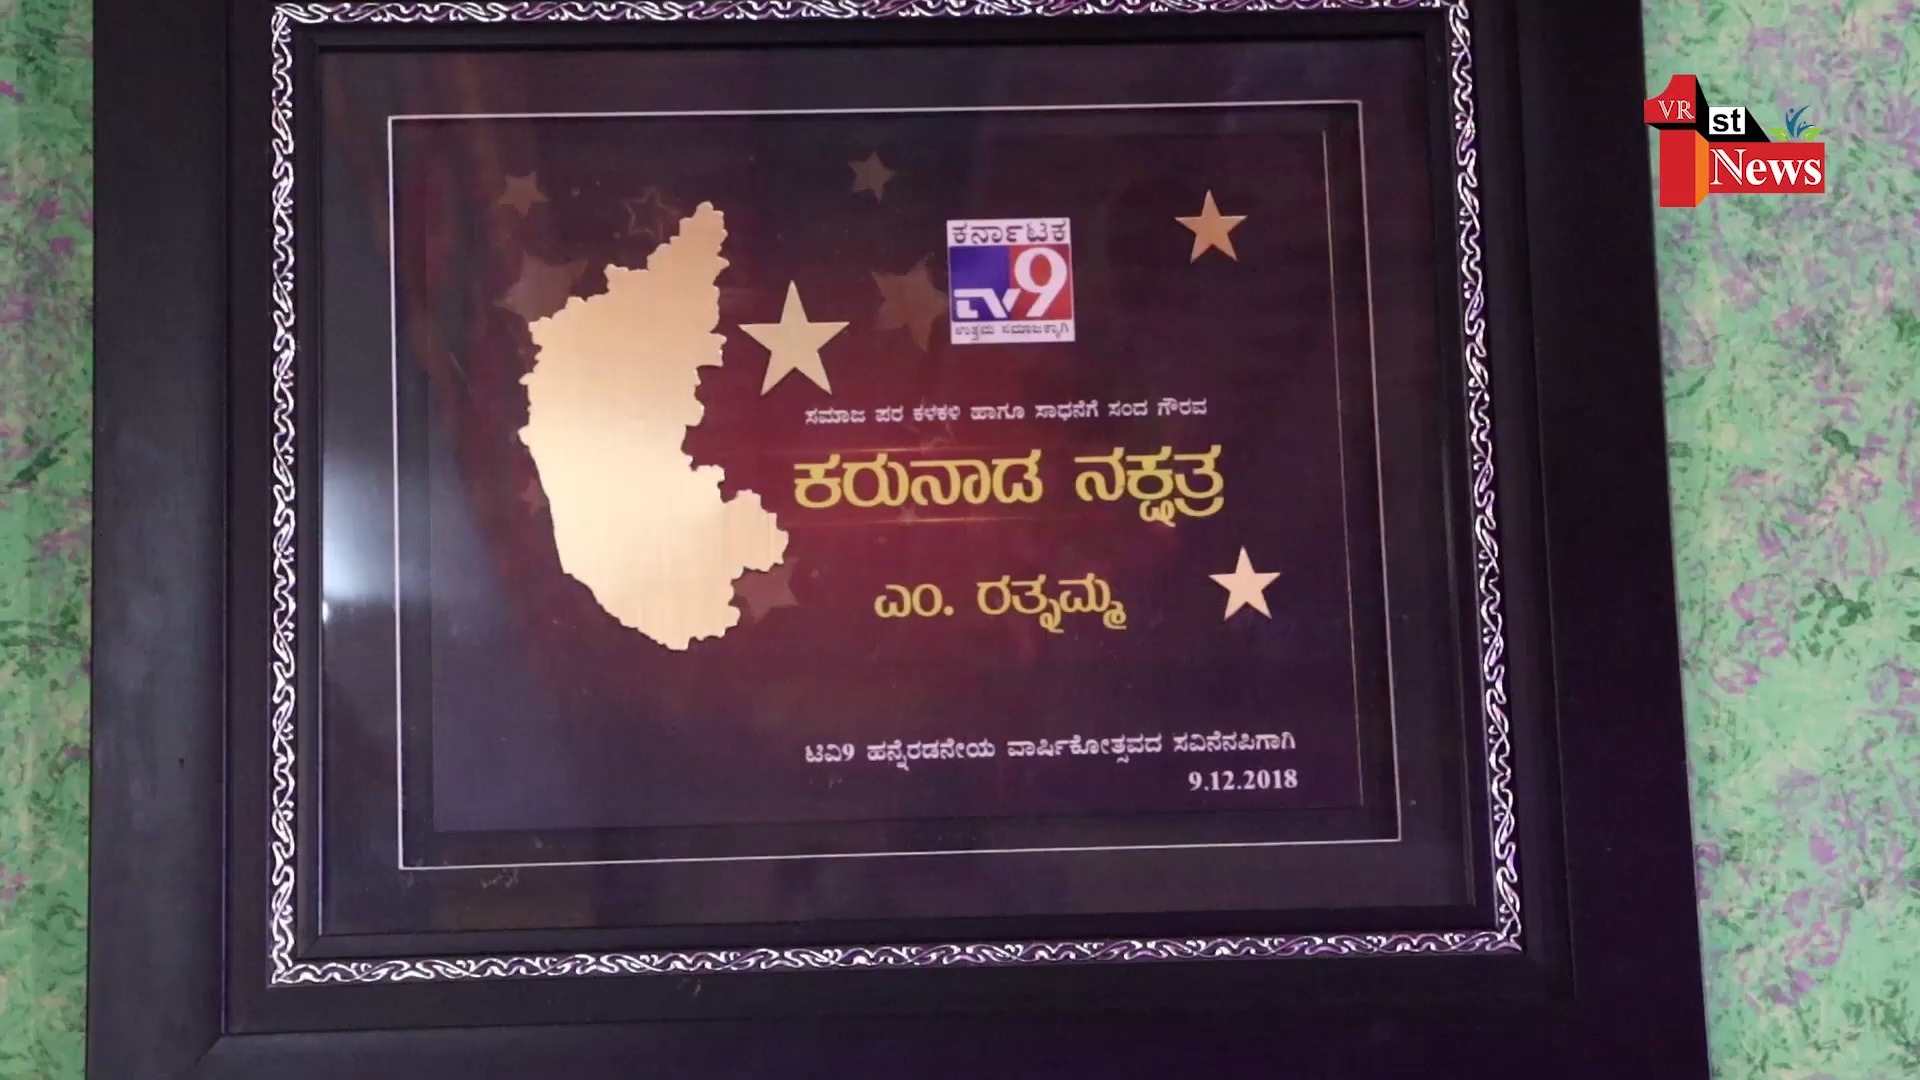 VR
st
News
ಕರ್ನಾಟಕ
TV9
ಉತ್ತಮ ಸಮಾಜಕ್ಕಾಗಿ
ಸಮಾಜ ಪರ ಕಳಕಳಿ ಹಾಗೂ ಸಾಧನೆಗೆ ಸಂದ ಗೌರವ
ಕರುನಾಡ ನಕ್ಷತ್ರ
ಎಂ. ರತ್ನಮ್ಮ
ಟಿವಿ9 ಹನ್ನೆರಡನೇಯ ವಾರ್ಷಿಕೋತ್ಸವದ ಸವಿನೆನಪಿಗಾಗಿ
9.12.2018